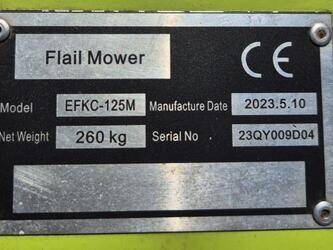 Flail Mower CE
Model EFKC-125M Manufacture Date 2023.5.10
Net Weight 260 kg Serial No 23QY009D04